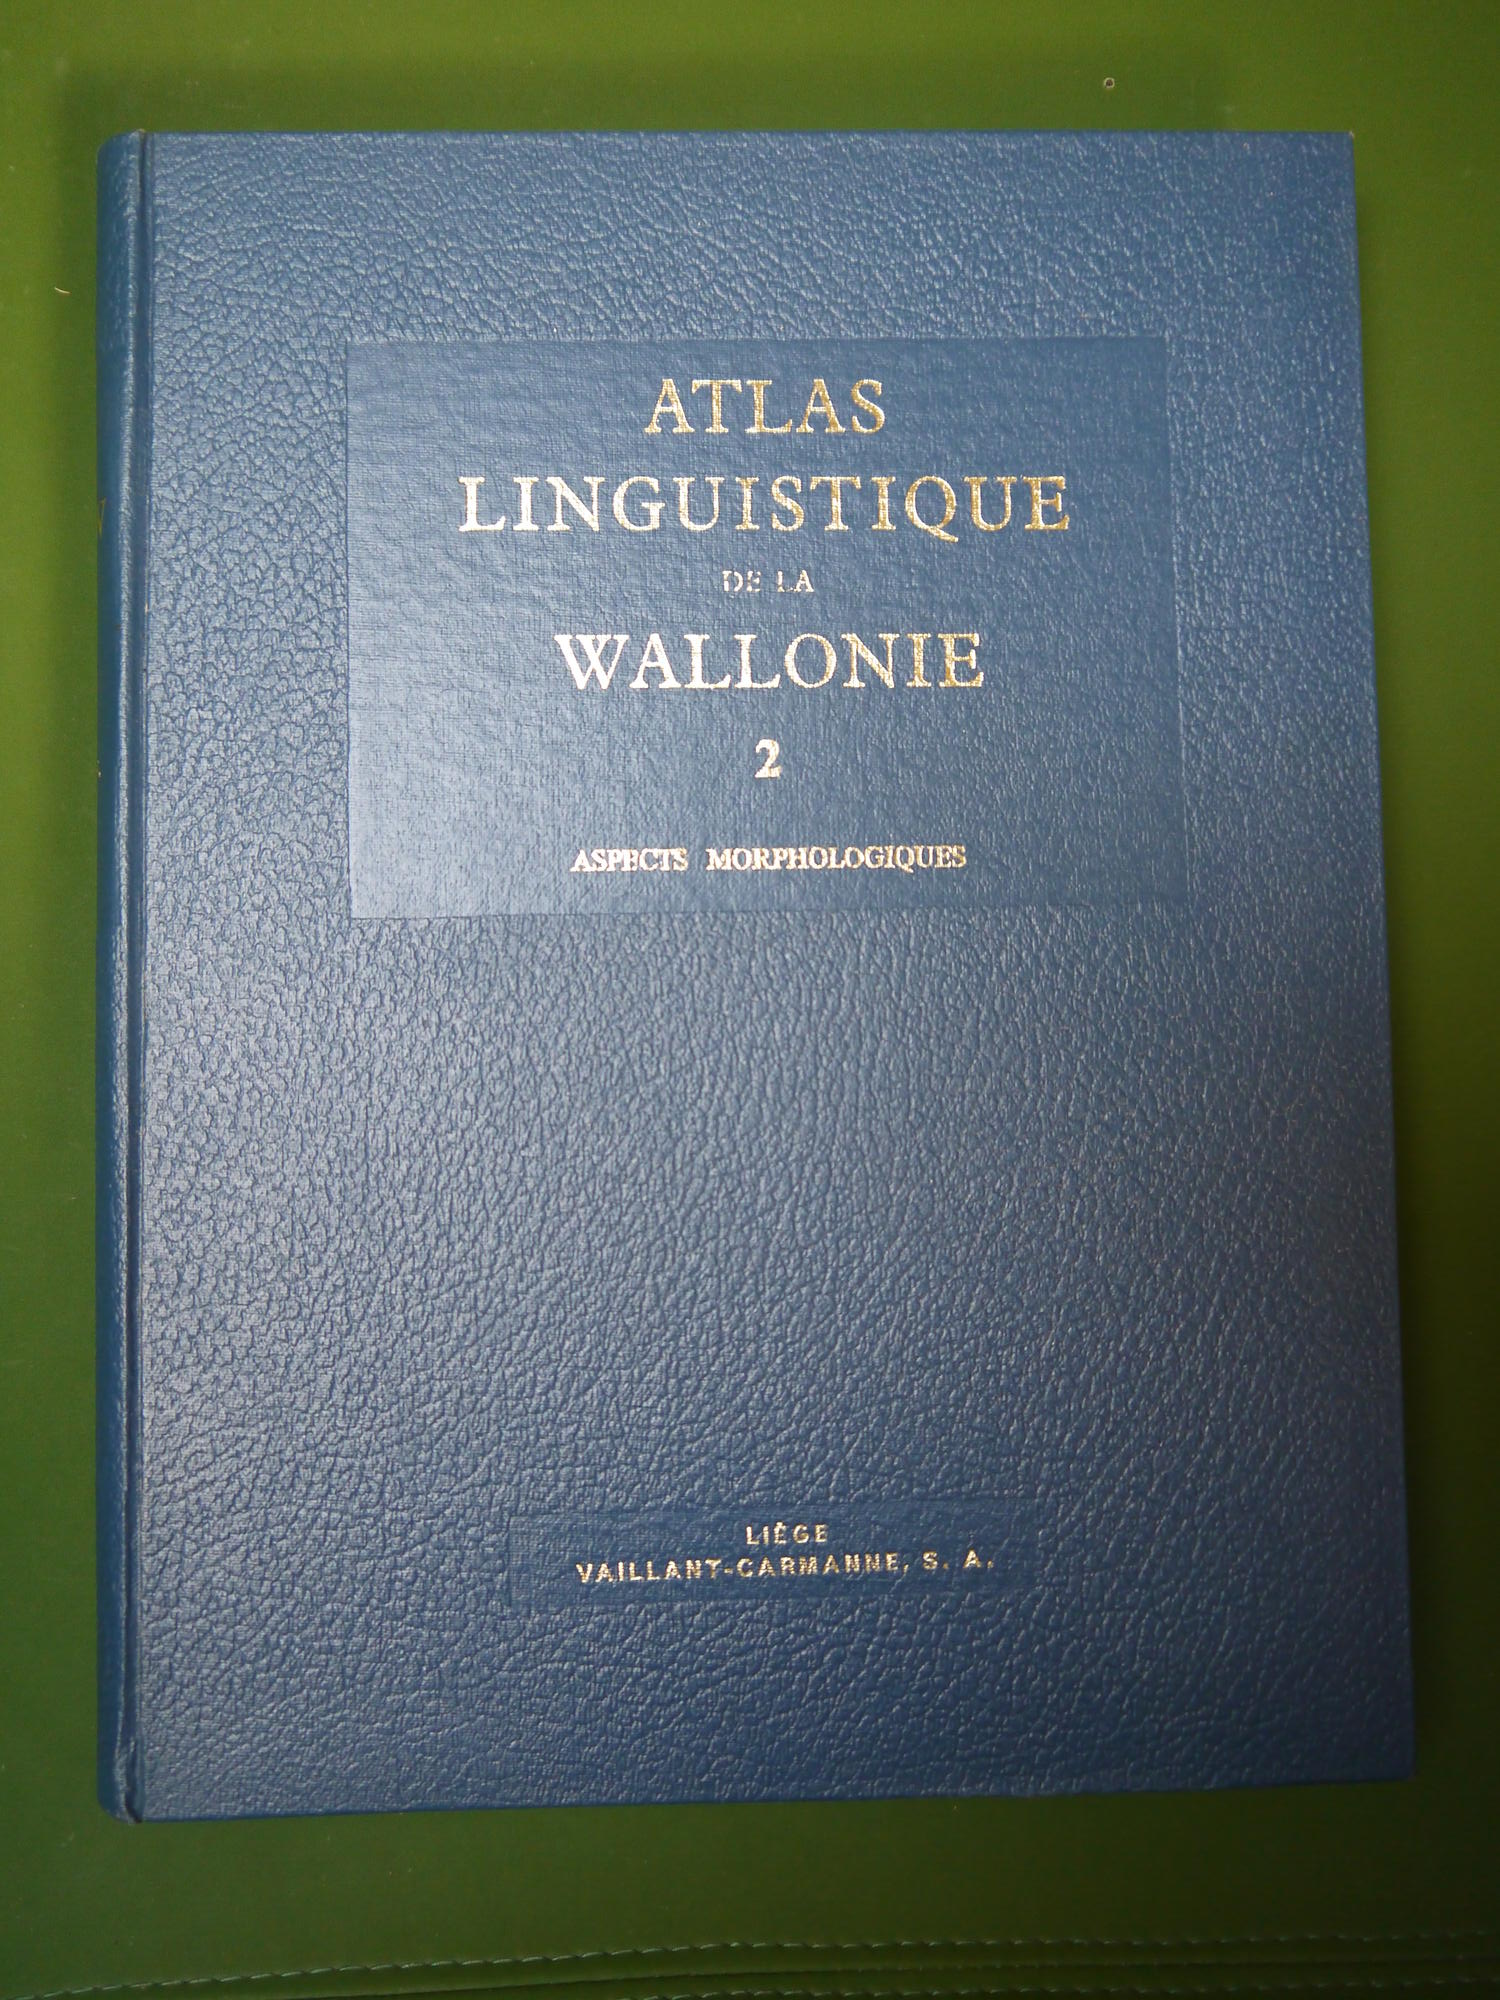 ATLAS
LINGUISTIQUE
DE LA
WALLONIE
2
ASPECTS MORPHOLOGIQUES
LIÈGE
VAILLANT-CARMANNE, S. A.